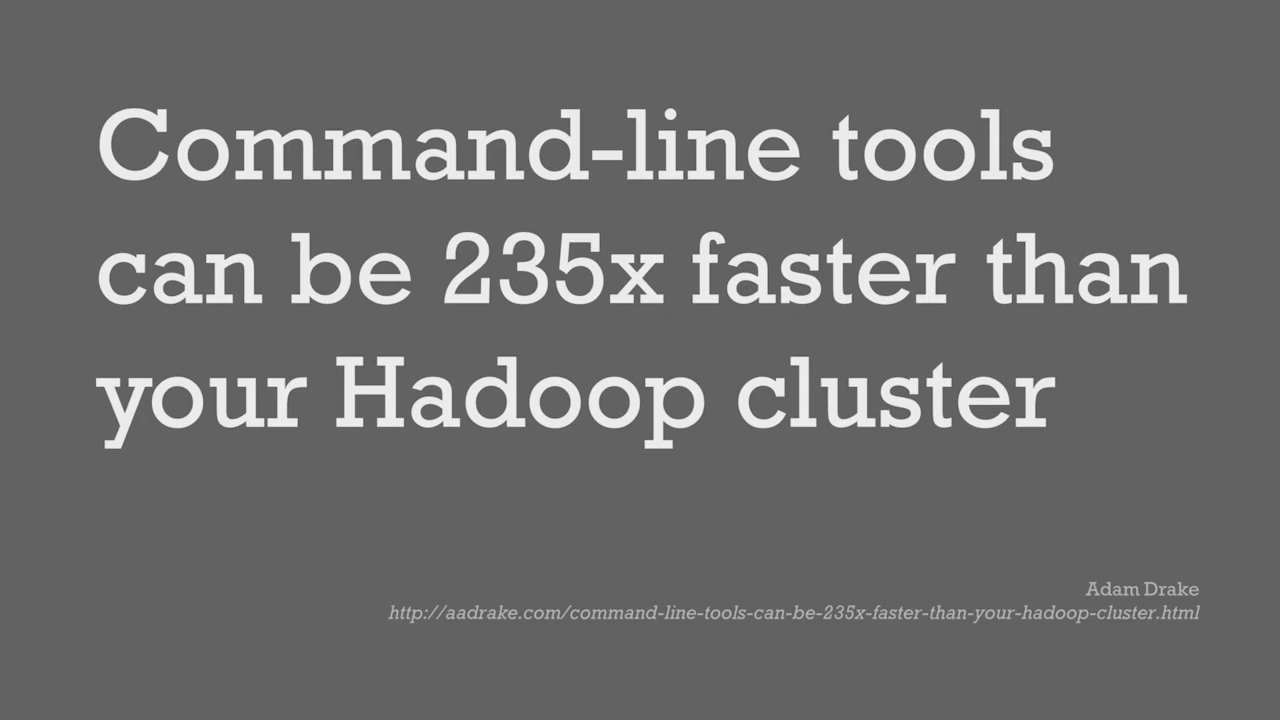 Command-line tools
can be 235x faster than
your Hadoop cluster
Adam Drake
http://aadrake.com/command-line-tools-can-be-235x-faster-than-your-hadoop-cluster.html